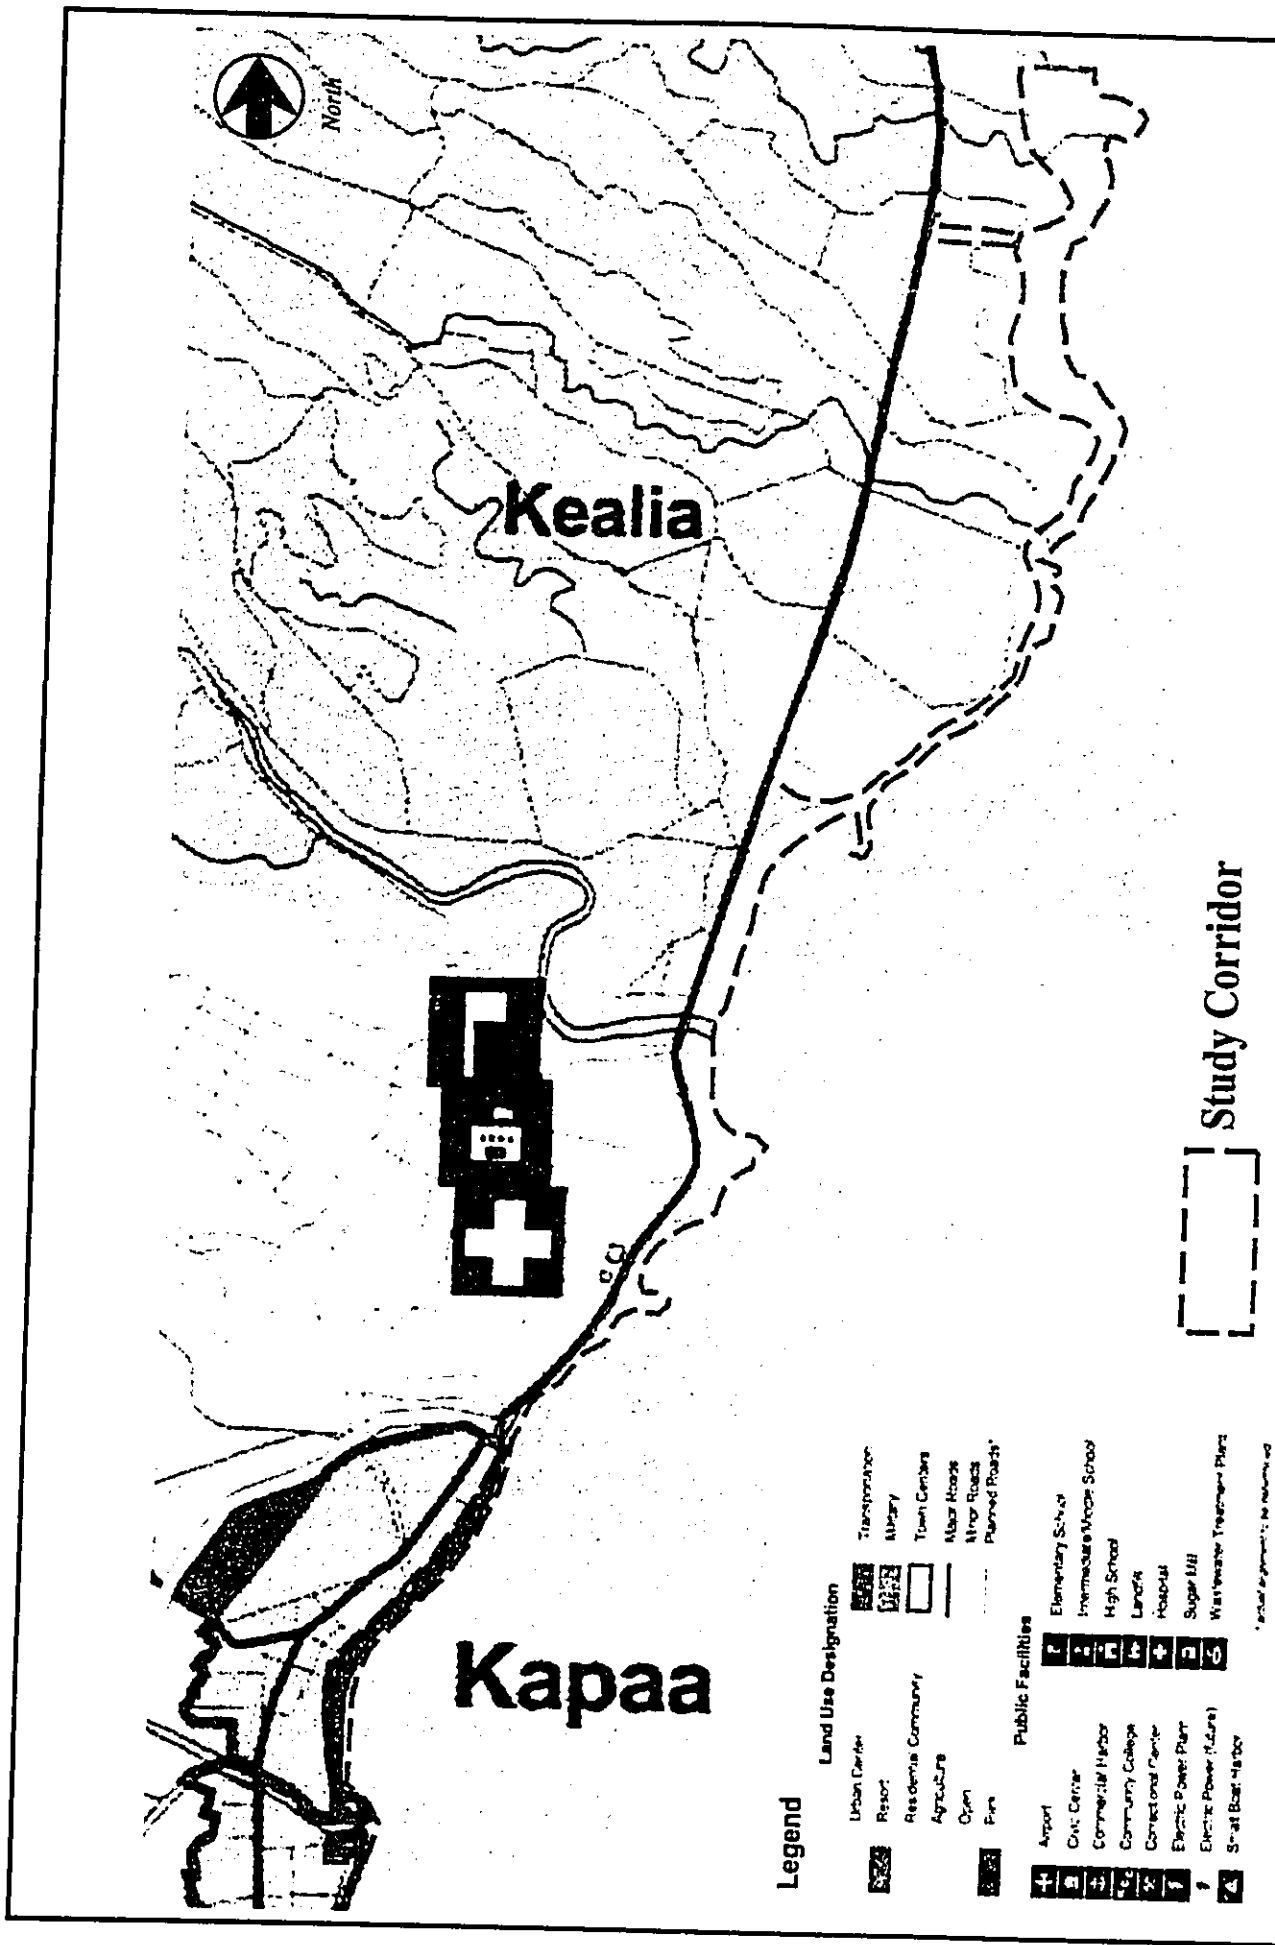 North
Kealia
Kapaa
Study Corridor
Legend
Land Use Designation
Urban Center
Resort
Residential Community
Agriculture
Open
Park
Transportation
Military
Town Centers
Major Roads
Minor Roads
Planned Roads*
Public Facilities
Airport
Civic Center
Commercial Harbor
Community College
Correctional Center
Electric Power Plant
Electric Power (future)
Small Boat Harbor
Elementary School
Intermediate/Middle School
High School
Landfill
Hospital
Sugar Mill
Wastewater Treatment Plant